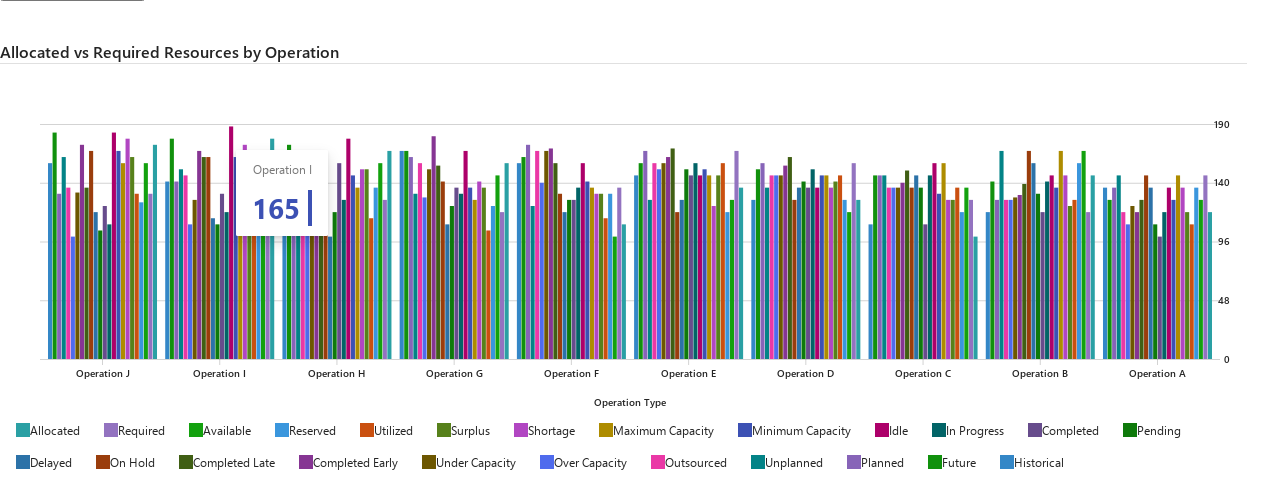 Allocated vs Required Resources by Operation
190
140
96
48
0
Operation I
165
Operation J Operation I Operation H Operation G Operation F Operation E Operation D Operation C Operation B Operation A
Operation Type
Allocated Required Available Reserved Utilized Surplus Shortage Maximum Capacity Minimum Capacity Idle In Progress Completed Pending
Delayed On Hold Completed Late Completed Early Under Capacity Over Capacity Outsourced Unplanned Planned Future Historical